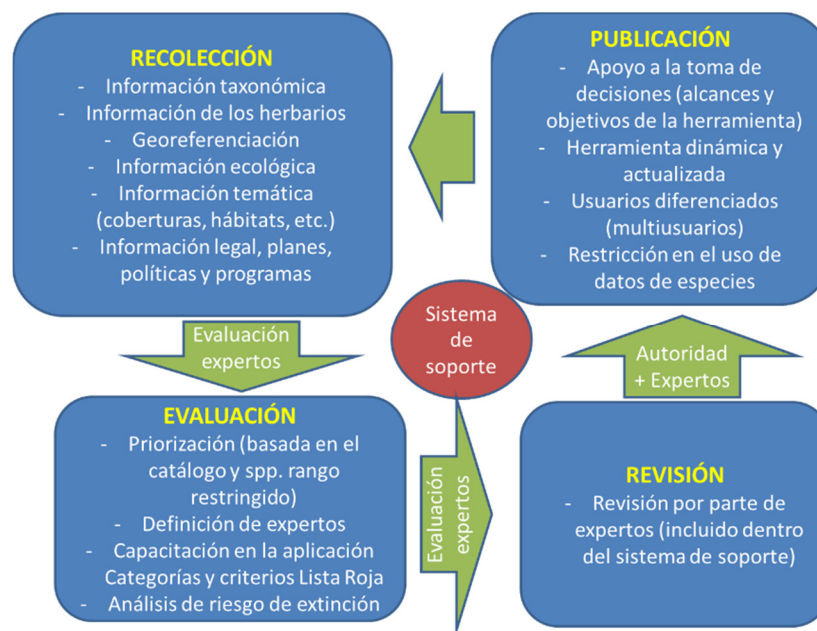 RECOLECCIÓN
- Información taxonómica
- Información de los herbarios
- Georeferenciación
- Información ecológica
- Información temática
(coberturas, hábitats, etc.)
- Información legal, planes,
políticas y programas
PUBLICACIÓN
- Apoyo a la toma de
decisiones (alcances y
objetivos de la herramienta)
- Herramienta dinámica y
actualizada
- Usuarios diferenciados
(multiusuarios)
- Restricción en el uso de
datos de especies
Sistema
de
soporte
Evaluación
expertos
Autoridad
+ Expertos
EVALUACIÓN
- Priorización (basada en el
catálogo y spp. rango
restringido)
- Definición de expertos
- Capacitación en la aplicación
Categorías y criterios Lista Roja
- Análisis de riesgo de extinción
Evaluación
expertos
REVISIÓN
- Revisión por parte de
expertos (incluido dentro
del sistema de soporte)